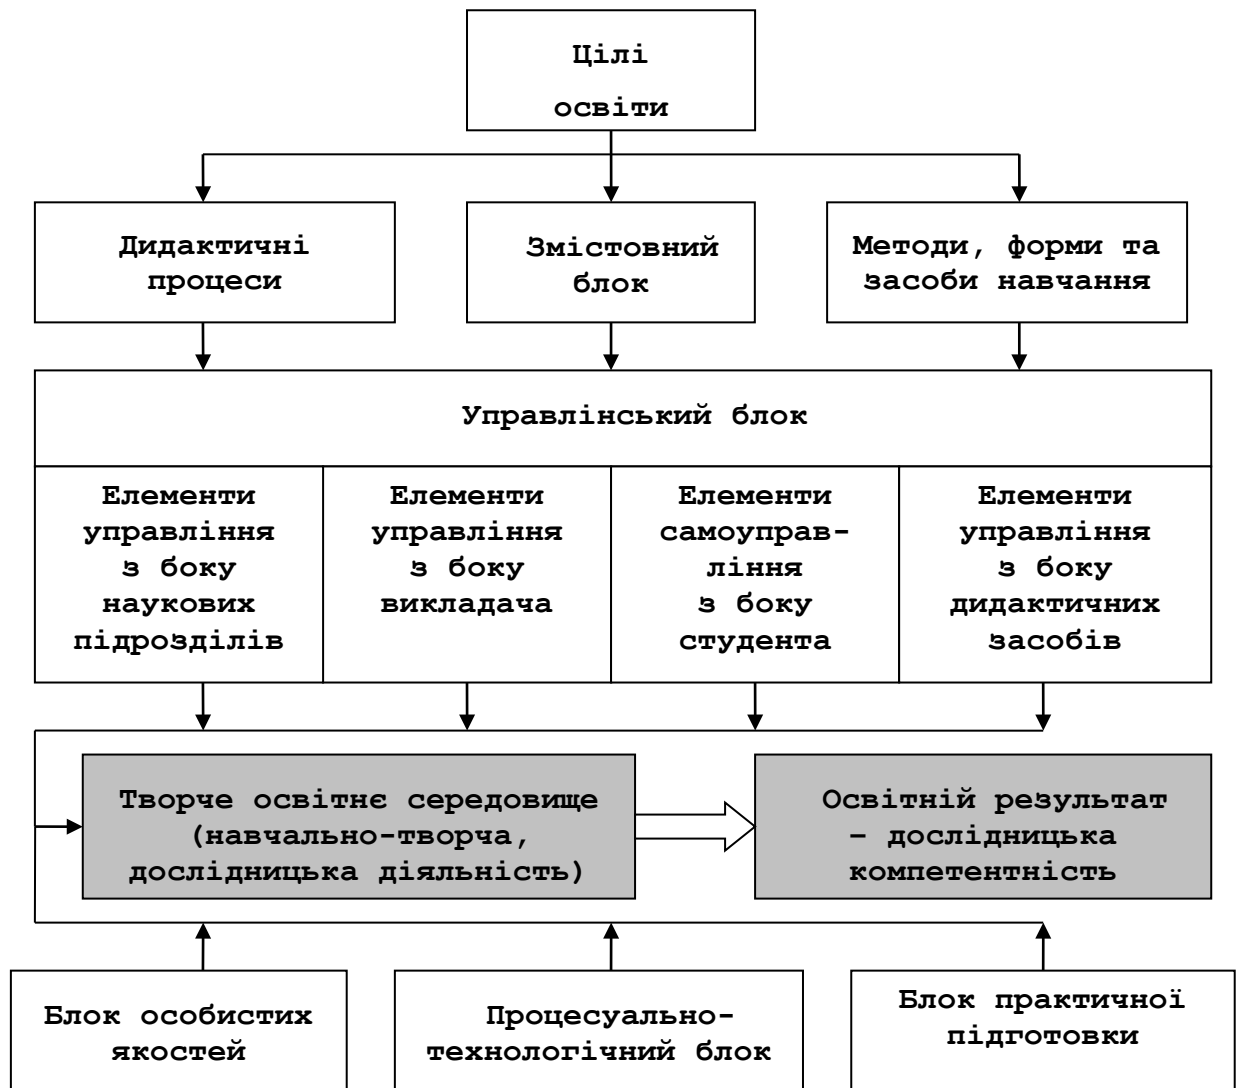 Цілі
освіти
Дидактичні
процеси
Змістовний
блок
Методи, форми та
засоби навчання
Управлінський блок
Елементи
управління
з боку
наукових
підрозділів
Елементи
управління
з боку
викладача
Елементи
самоуправ-
ління
з боку
студента
Елементи
управління
з боку
дидактичних
засобів
Творче освітнє середовище
(навчально-творча,
дослідницька діяльність)
Освітній результат
– дослідницька
компетентність
Блок особистих
якостей
Процесуально-
технологічний блок
Блок практичної
підготовки